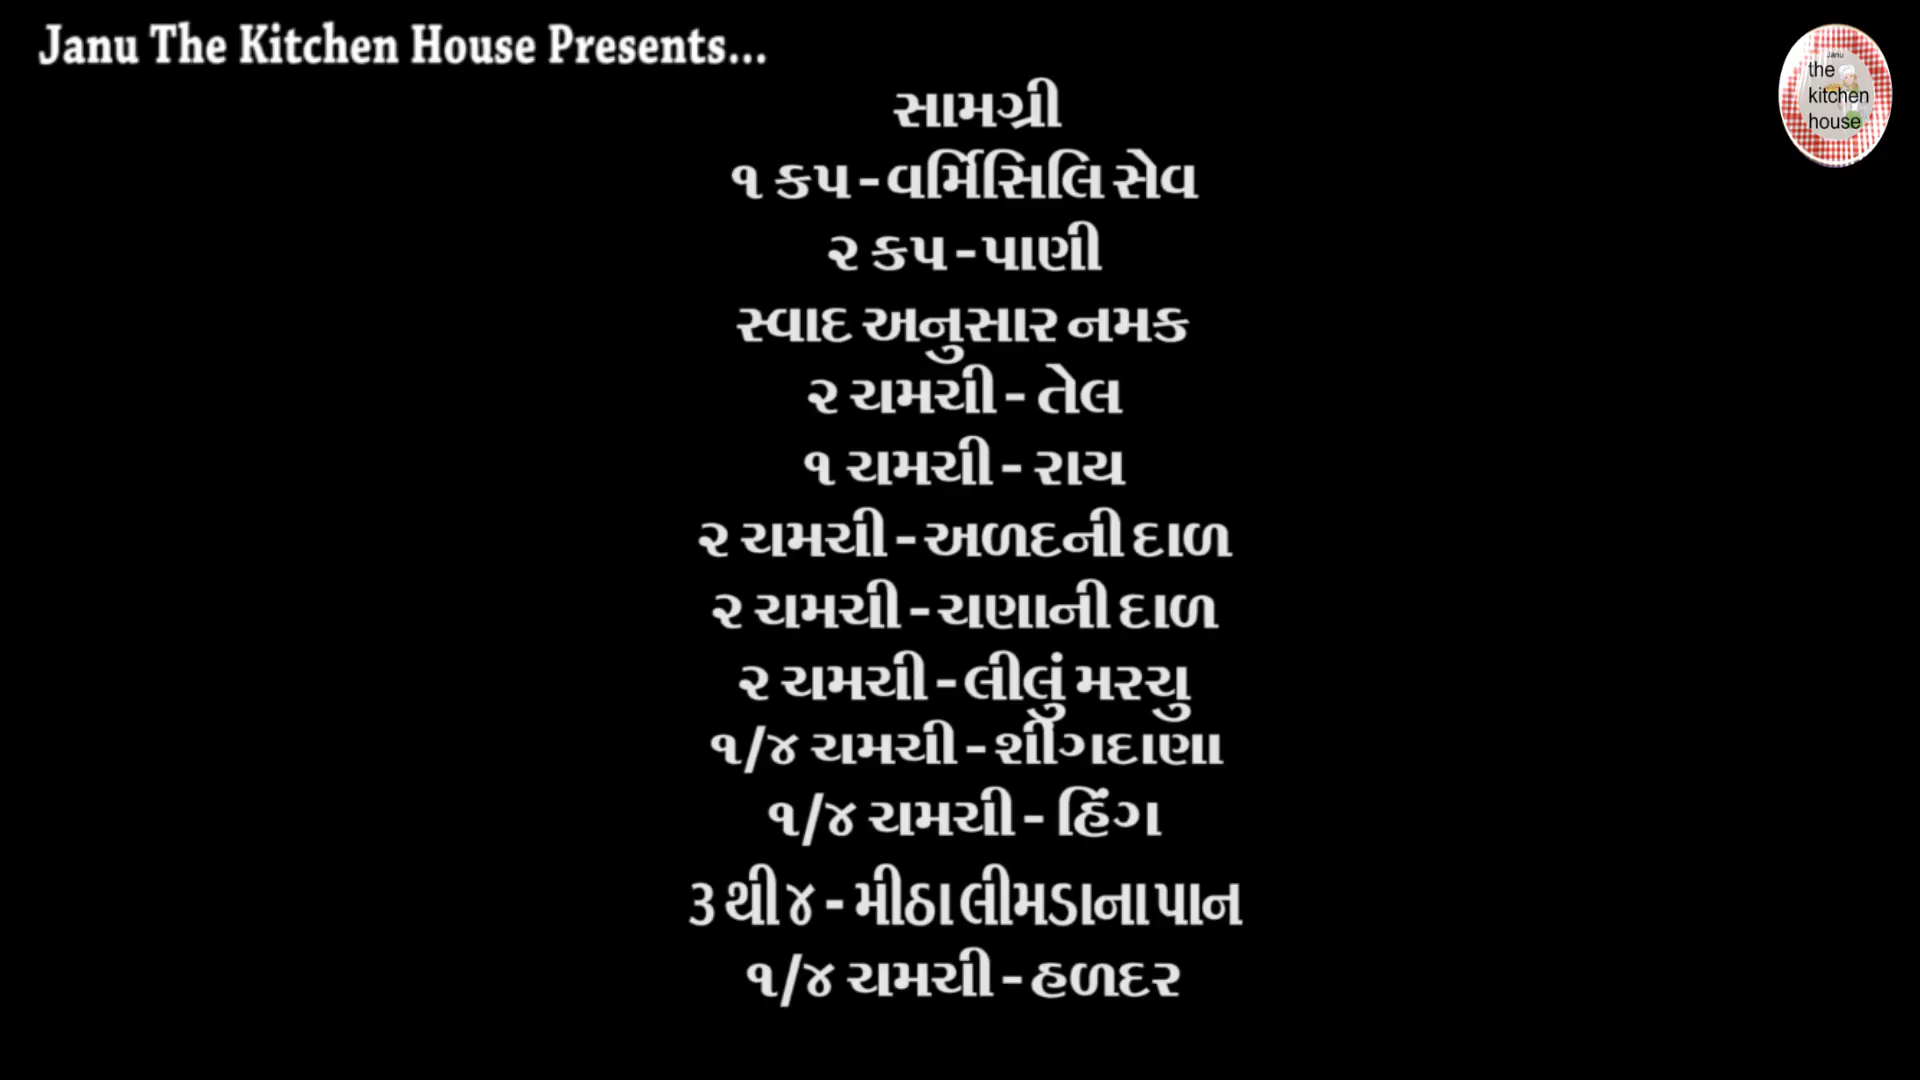 Janu The Kitchen House Presents...
Janu
the
kitchen
house
સામગ્રી
૧ કપ - વર્મિસિલિ સેવ
૨ કપ - પાણી
સ્વાદ અનુસાર નમક
૨ ચમચી - તેલ
૧ ચમચી - રાય
૨ ચમચી - અળદની દાળ
૨ ચમચી - ચણાની દાળ
૨ ચમચી - લીલું મરચુ
૧/૪ ચમચી - શીંગદાણા
૧/૪ ચમચી - હિંગ
૩ થી ૪ - મીઠા લીમડાના પાન
૧/૪ ચમચી - હળદર